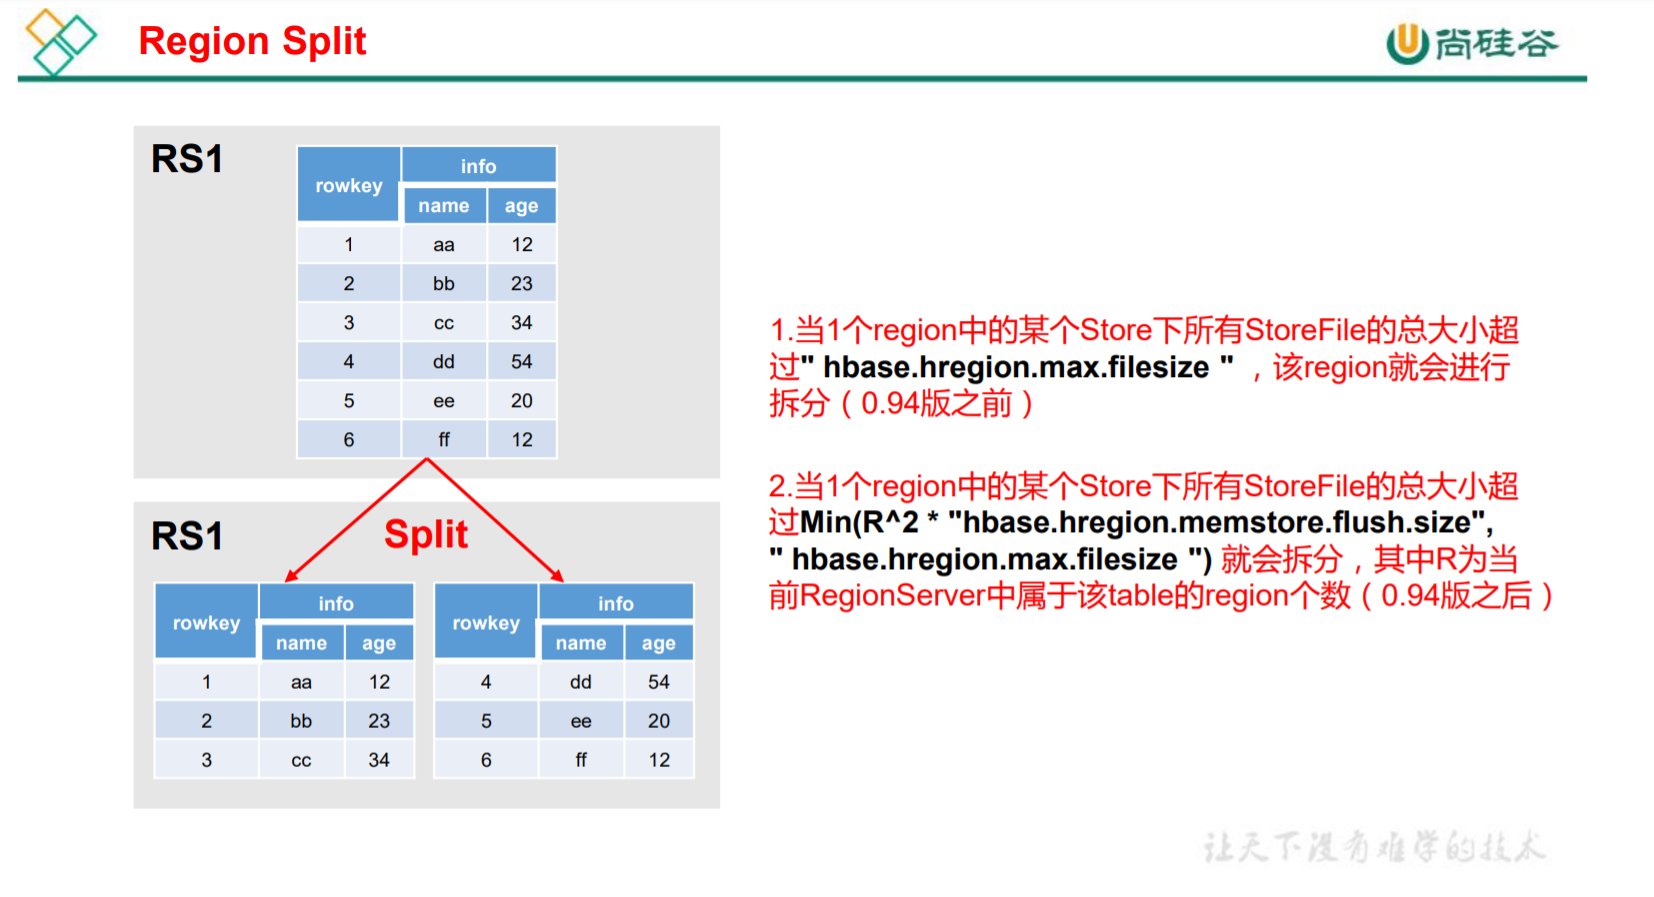 Region Split
尚硅谷
RS1
rowkey info
name age
1 aa 12
2 bb 23
3 cc 34
4 dd 54
5 ee 20
6 ff 12
RS1
Split
rowkey info
name age
1 aa 12
2 bb 23
3 cc 34
rowkey info
name age
4 dd 54
5 ee 20
6 ff 12
1.当1个region中的某个Store下所有StoreFile的总大小超
过" hbase.hregion.max.filesize "，该region就会进行
拆分（0.94版之前）
2.当1个region中的某个Store下所有StoreFile的总大小超
过Min(R^2 * "hbase.hregion.memstore.flush.size",
" hbase.hregion.max.filesize ") 就会拆分，其中R为当
前RegionServer中属于该table的region个数（0.94版之后）
让天下没有难学的技术